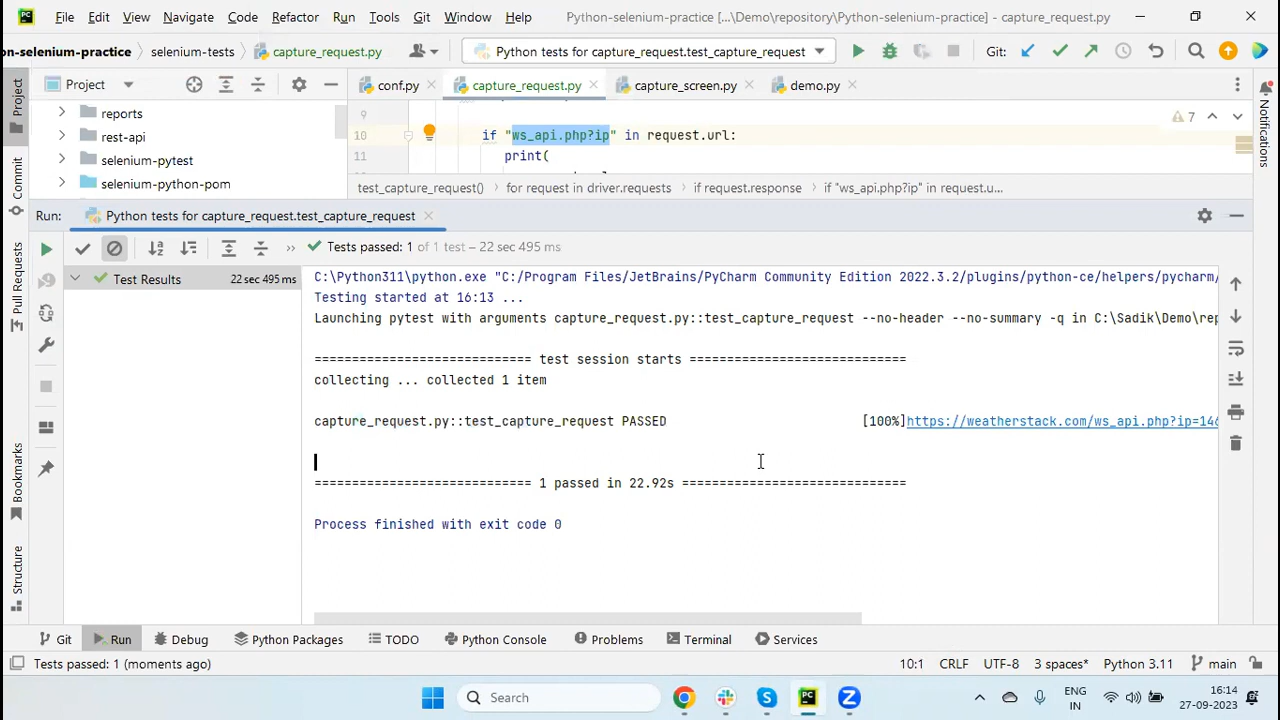 File Edit View Navigate Code Refactor Run Tools Git Window Help Python-selenium-practice [...\Demo\repository\Python-selenium-practice] - capture_request.py
on-selenium-practice selenium-tests capture_request.py Python tests for capture_request.test_capture_request Git:
Project conf.py capture_request.py capture_screen.py demo.py
reports
rest-api
selenium-pytest
selenium-python-pom
9
10 if "ws_api.php?ip" in request.url:
11 print(
7
test_capture_request() for request in driver.requests if request.response if "ws_api.php?ip" in request.u...
Run: Python tests for capture_request.test_capture_request
Tests passed: 1 of 1 test – 22 sec 495 ms
Test Results 22 sec 495 ms
C:\Python311\python.exe "C:/Program Files/JetBrains/PyCharm Community Edition 2022.3.2/plugins/python-ce/helpers/pycharm/
Testing started at 16:13 ...
Launching pytest with arguments capture_request.py::test_capture_request --no-header --no-summary -q in C:\Sadik\Demo\rep
============================= test session starts =============================
collecting ... collected 1 item
capture_request.py::test_capture_request PASSED [100%]https://weatherstack.com/ws_api.php?ip=146
============================= 1 passed in 22.92s ==============================
Process finished with exit code 0
Project
Commit
Pull Requests
Bookmarks
Structure
Notifications
Git Run Debug Python Packages TODO Python Console Problems Terminal Services
Tests passed: 1 (moments ago) 10:1 CRLF UTF-8 3 spaces* Python 3.11 main
Search ENG IN 16:14 27-09-2023